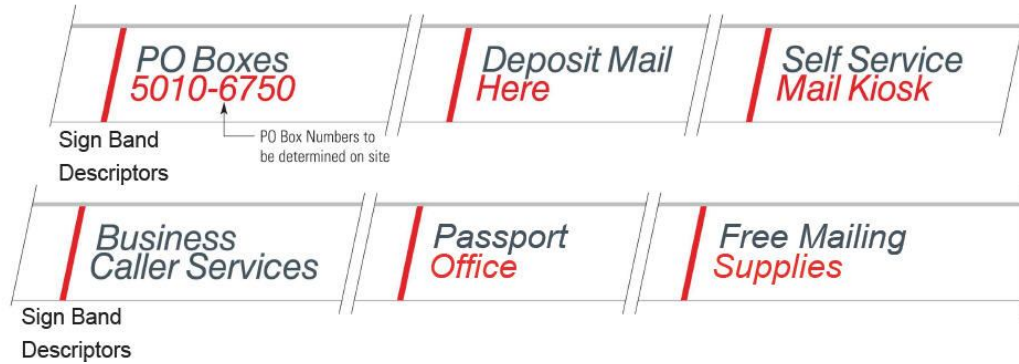 PO Boxes
5010-6750
Deposit Mail
Here
Self Service
Mail Kiosk
PO Box Numbers to
be determined on site
Sign Band
Descriptors
Business
Caller Services
Passport
Office
Free Mailing
Supplies
Sign Band
Descriptors